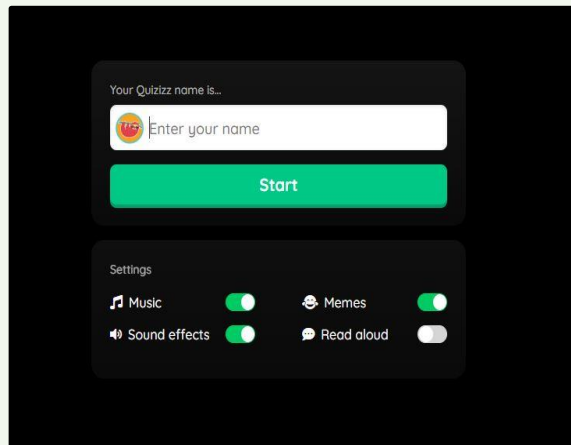 Your Quizizz name is...
Enter your name
Start
Settings
Music
Memes
Sound effects
Read aloud